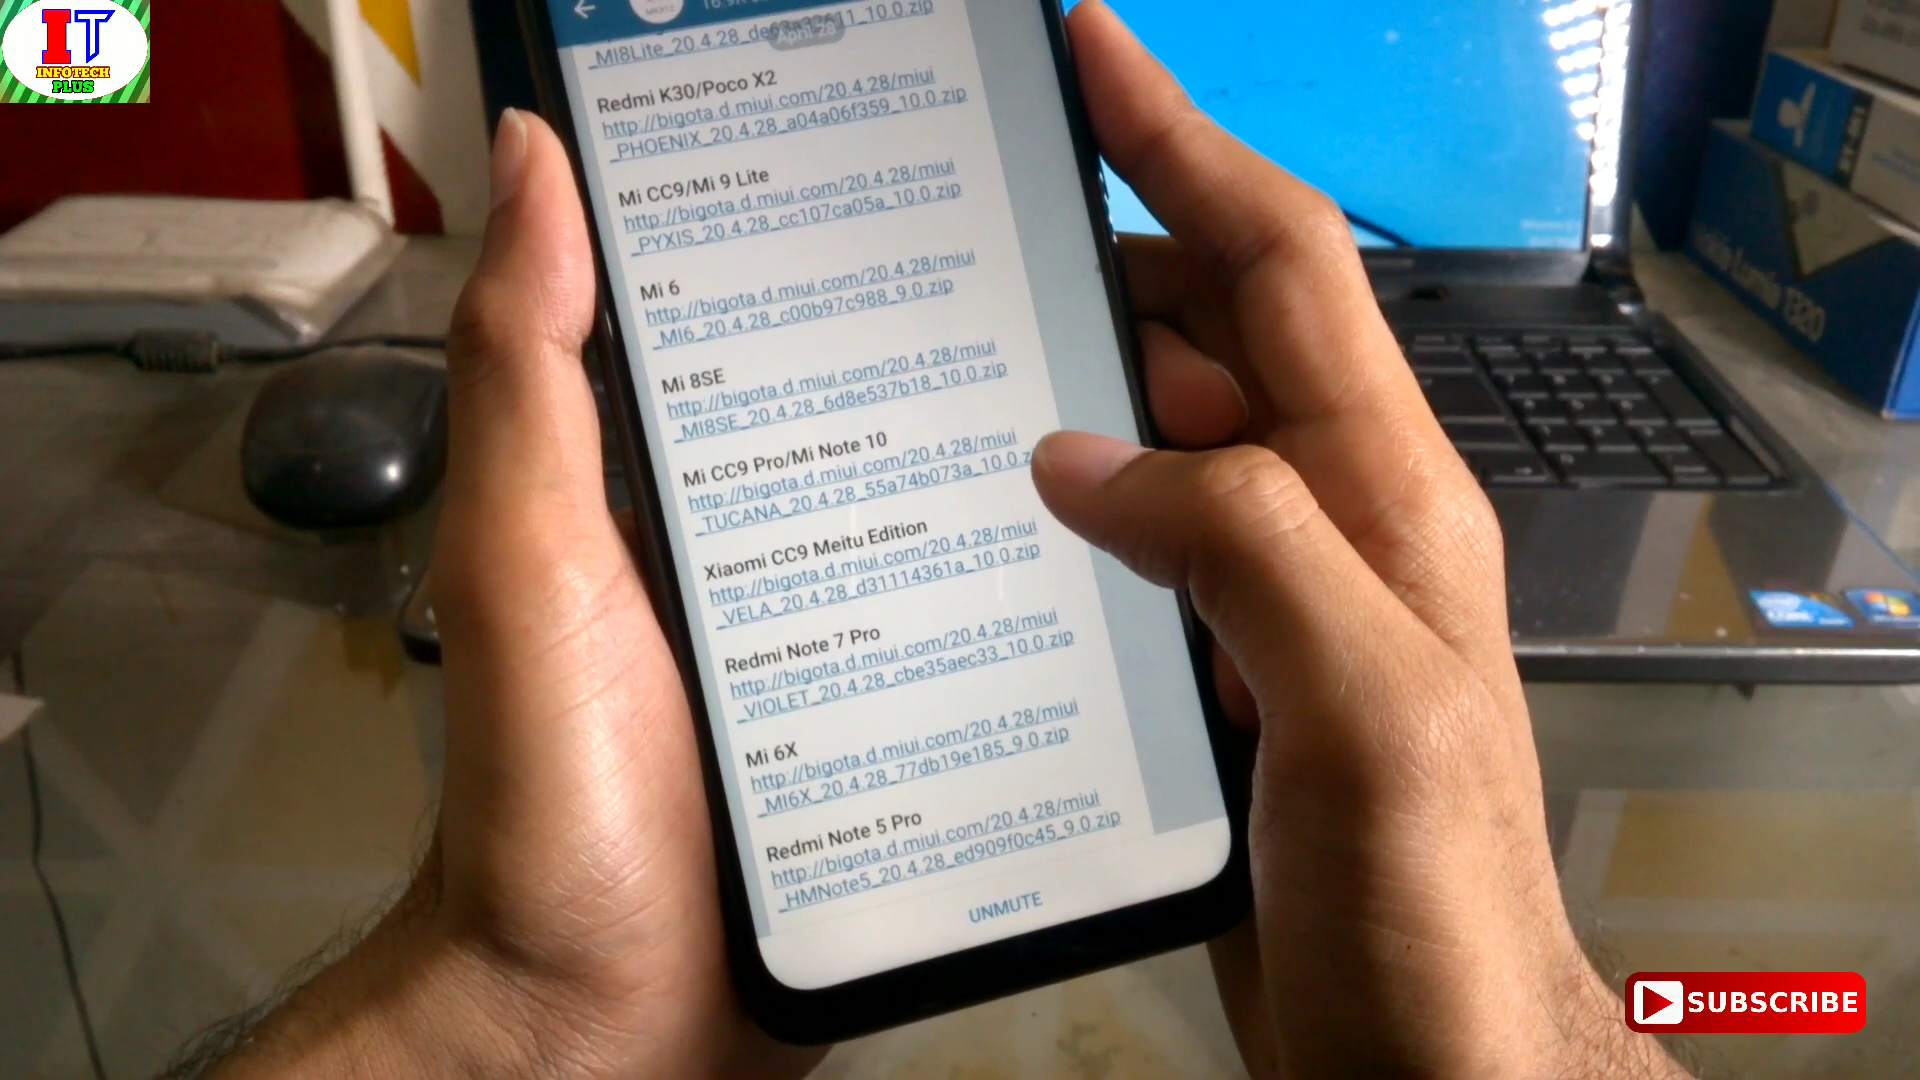 IT
INFOTECH
PLUS
_MI8Lite_20.4.28_de63a32611_10.0.zip
April 28
Redmi K30/Poco X2
http://bigota.d.miui.com/20.4.28/miui
_PHOENIX_20.4.28_a04a06f359_10.0.zip
Mi CC9/Mi 9 Lite
http://bigota.d.miui.com/20.4.28/miui
_PYXIS_20.4.28_cc107ca05a_10.0.zip
Mi 6
http://bigota.d.miui.com/20.4.28/miui
_MI6_20.4.28_c00b97c988_9.0.zip
Mi 8SE
http://bigota.d.miui.com/20.4.28/miui
_MI8SE_20.4.28_6d8e537b18_10.0.zip
Mi CC9 Pro/Mi Note 10
http://bigota.d.miui.com/20.4.28/miui
_TUCANA_20.4.28_55a74b073a_10.0.z
Xiaomi CC9 Meitu Edition
http://bigota.d.miui.com/20.4.28/miui
_VELA_20.4.28_d31114361a_10.0.zip
Redmi Note 7 Pro
http://bigota.d.miui.com/20.4.28/miui
_VIOLET_20.4.28_cbe35aec33_10.0.zip
Mi 6X
http://bigota.d.miui.com/20.4.28/miui
_MI6X_20.4.28_77db19e185_9.0.zip
Redmi Note 5 Pro
http://bigota.d.miui.com/20.4.28/miui
_HMNote5_20.4.28_ed909f0c45_9.0.zip
UNMUTE
Lumia 1320
SUBSCRIBE